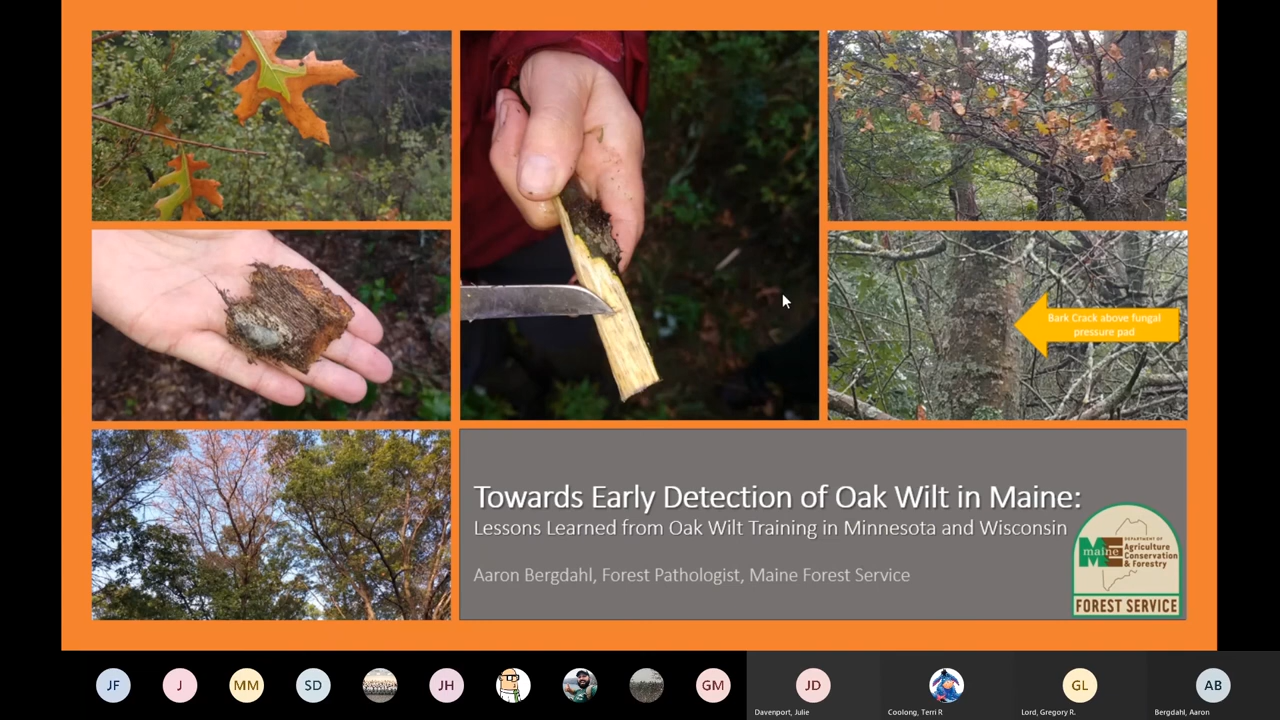 Bark Crack above fungal
pressure pad
Towards Early Detection of Oak Wilt in Maine:
Lessons Learned from Oak Wilt Training in Minnesota and Wisconsin
Aaron Bergdahl, Forest Pathologist, Maine Forest Service
maine
DEPARTMENT OF
Agriculture
Conservation
& Forestry
FOREST SERVICE
JF
J
MM
SD
JH
GM
JD
GL
AB
Davenport, Julie
Coolong, Terri R
Lord, Gregory R.
Bergdahl, Aaron